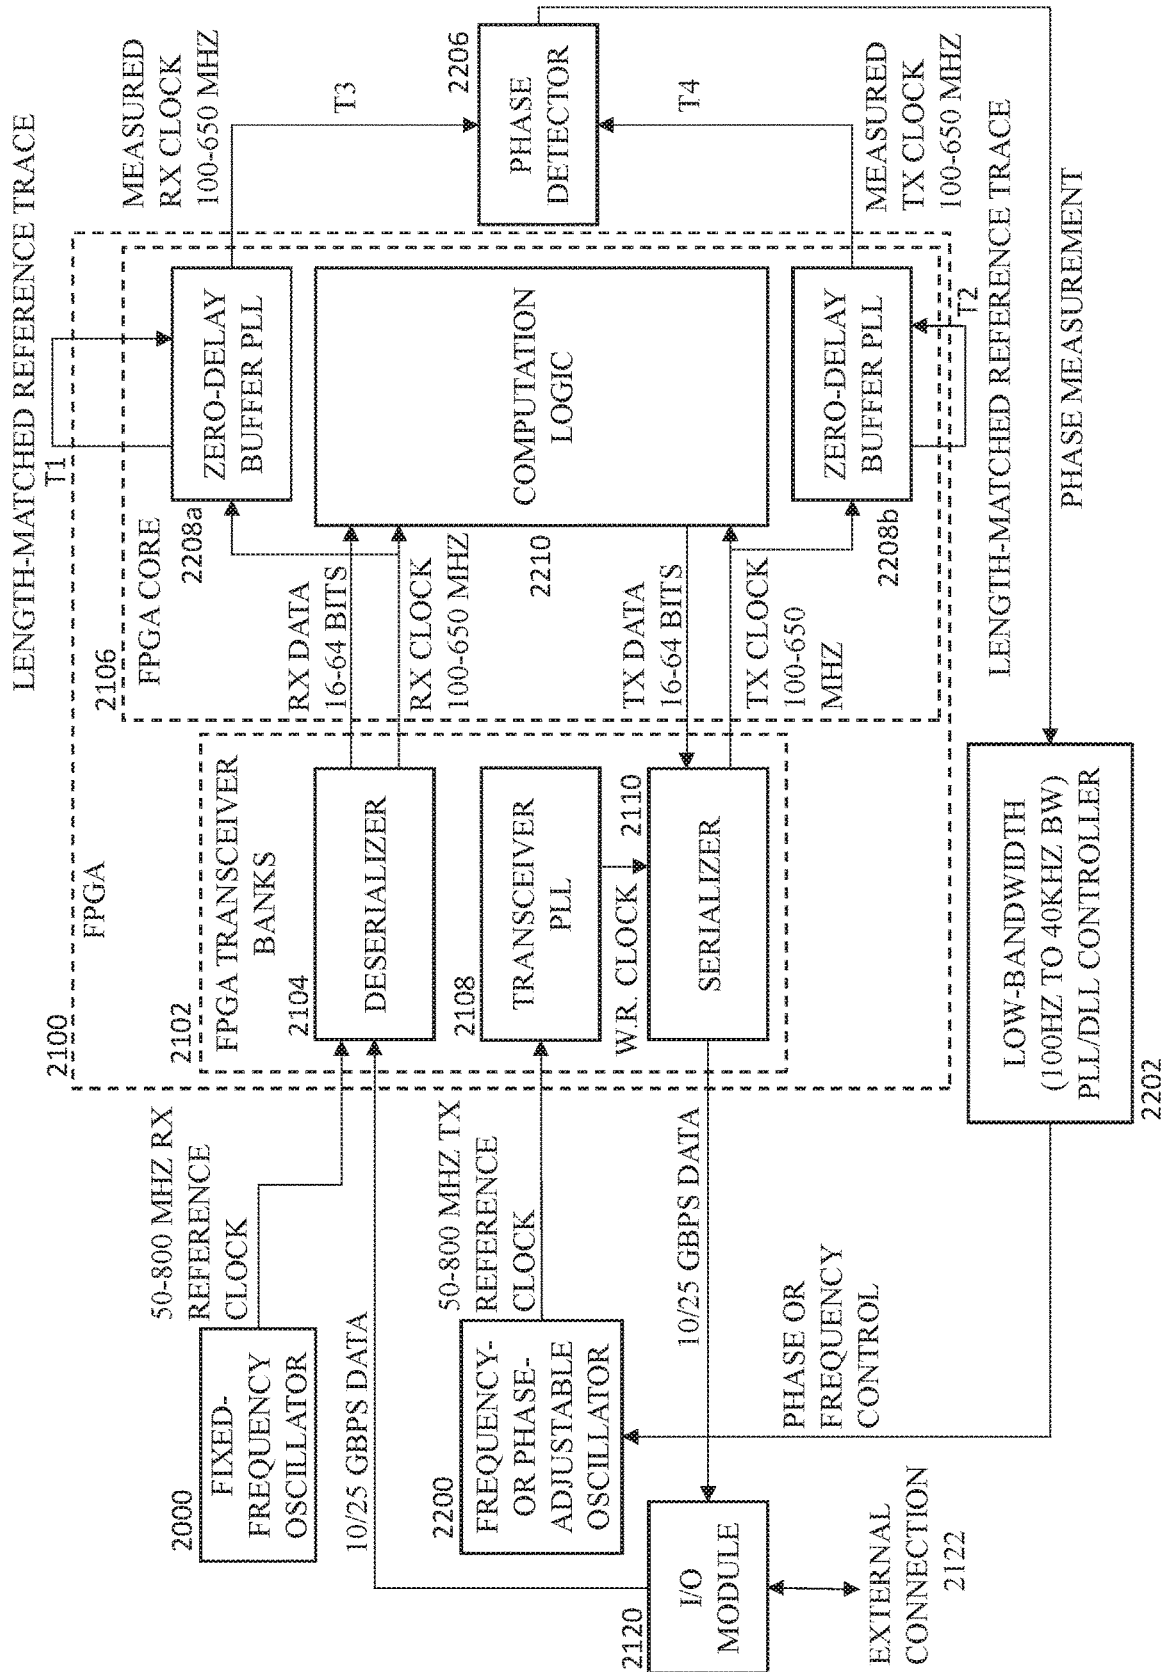 2000
FIXED-
FREQUENCY
OSCILLATOR
50-800 MHZ RX
REFERENCE
CLOCK
10/25 GBPS DATA
2200
FREQUENCY-
OR PHASE-
ADJUSTABLE
OSCILLATOR
50-800 MHZ TX
REFERENCE
CLOCK
10/25 GBPS DATA
2120
I/O
MODULE
EXTERNAL
CONNECTION
2122
PHASE OR
FREQUENCY
CONTROL
2100
FPGA
2102
FPGA TRANSCEIVER
BANKS
2104
DESERIALIZER
2108
TRANSCEIVER
PLL
W.R. CLOCK
2110
SERIALIZER
2106
FPGA CORE
RX DATA
16-64 BITS
RX CLOCK
100-650 MHZ
TX DATA
16-64 BITS
TX CLOCK
100-650
MHZ
LENGTH-MATCHED REFERENCE TRACE
T1
2208a
ZERO-DELAY
BUFFER PLL
2210
COMPUTATION
LOGIC
2208b
ZERO-DELAY
BUFFER PLL
T2
LENGTH-MATCHED REFERENCE TRACE
MEASURED
RX CLOCK
100-650 MHZ
T3
2206
PHASE
DETECTOR
T4
MEASURED
TX CLOCK
100-650 MHZ
PHASE MEASUREMENT
LOW-BANDWIDTH
(100HZ TO 40KHZ BW)
PLL/DLL CONTROLLER
2202